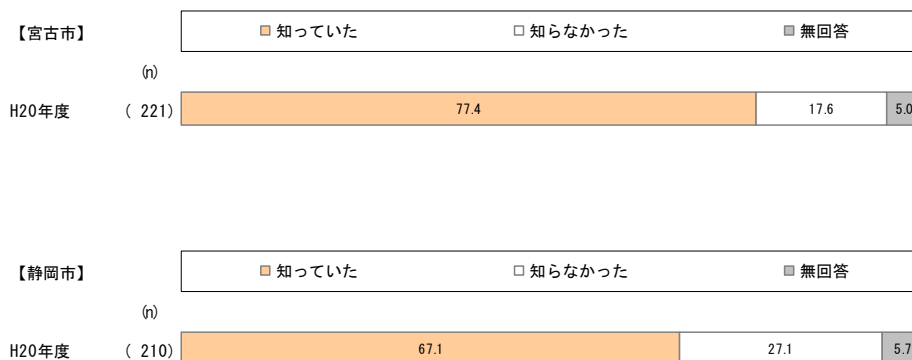 【宮古市】 知っていた 知らなかった 無回答
(n)
H20年度 ( 221) 77.4 17.6 5.0
【静岡市】 知っていた 知らなかった 無回答
(n)
H20年度 ( 210) 67.1 27.1 5.7